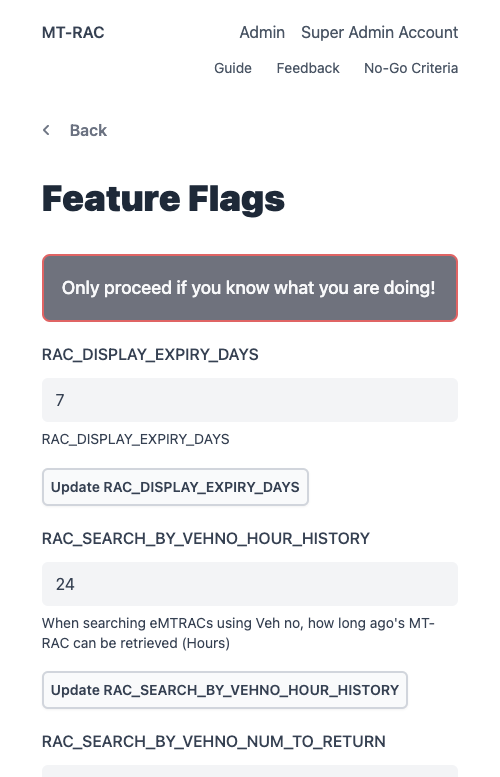 MT-RAC
Admin Super Admin Account
Guide Feedback No-Go Criteria
Back
Feature Flags
Only proceed if you know what you are doing!
RAC_DISPLAY_EXPIRY_DAYS
7
RAC_DISPLAY_EXPIRY_DAYS
Update RAC_DISPLAY_EXPIRY_DAYS
RAC_SEARCH_BY_VEHNO_HOUR_HISTORY
24
When searching eMTRACs using Veh no, how long ago's MT-
RAC can be retrieved (Hours)
Update RAC_SEARCH_BY_VEHNO_HOUR_HISTORY
RAC_SEARCH_BY_VEHNO_NUM_TO_RETURN